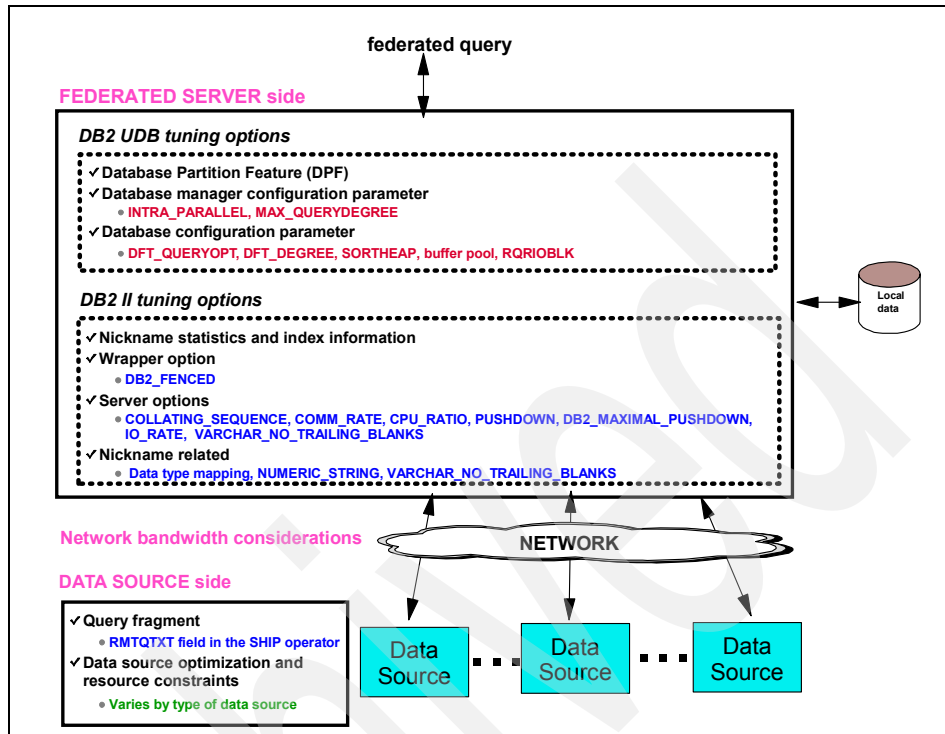 federated query
FEDERATED SERVER side
DB2 UDB tuning options
✓ Database Partition Feature (DPF)
✓ Database manager configuration parameter
• INTRA_PARALLEL, MAX_QUERYDEGREE
✓ Database configuration parameter
• DFT_QUERYOPT, DFT_DEGREE, SORTHEAP, buffer pool, RQRIOBLK
DB2 II tuning options
✓ Nickname statistics and index information
✓ Wrapper option
• DB2_FENCED
✓ Server options
• COLLATING_SEQUENCE, COMM_RATE, CPU_RATIO, PUSHDOWN, DB2_MAXIMAL_PUSHDOWN,
IO_RATE, VARCHAR_NO_TRAILING_BLANKS
✓ Nickname related
• Data type mapping, NUMERIC_STRING, VARCHAR_NO_TRAILING_BLANKS
Local
data
Network bandwidth considerations
NETWORK
DATA SOURCE side
✓ Query fragment
• RMTQTXT field in the SHIP operator
✓ Data source optimization and
resource constraints
• Varies by type of data source
Data
Source
Data
Source
Data
Source